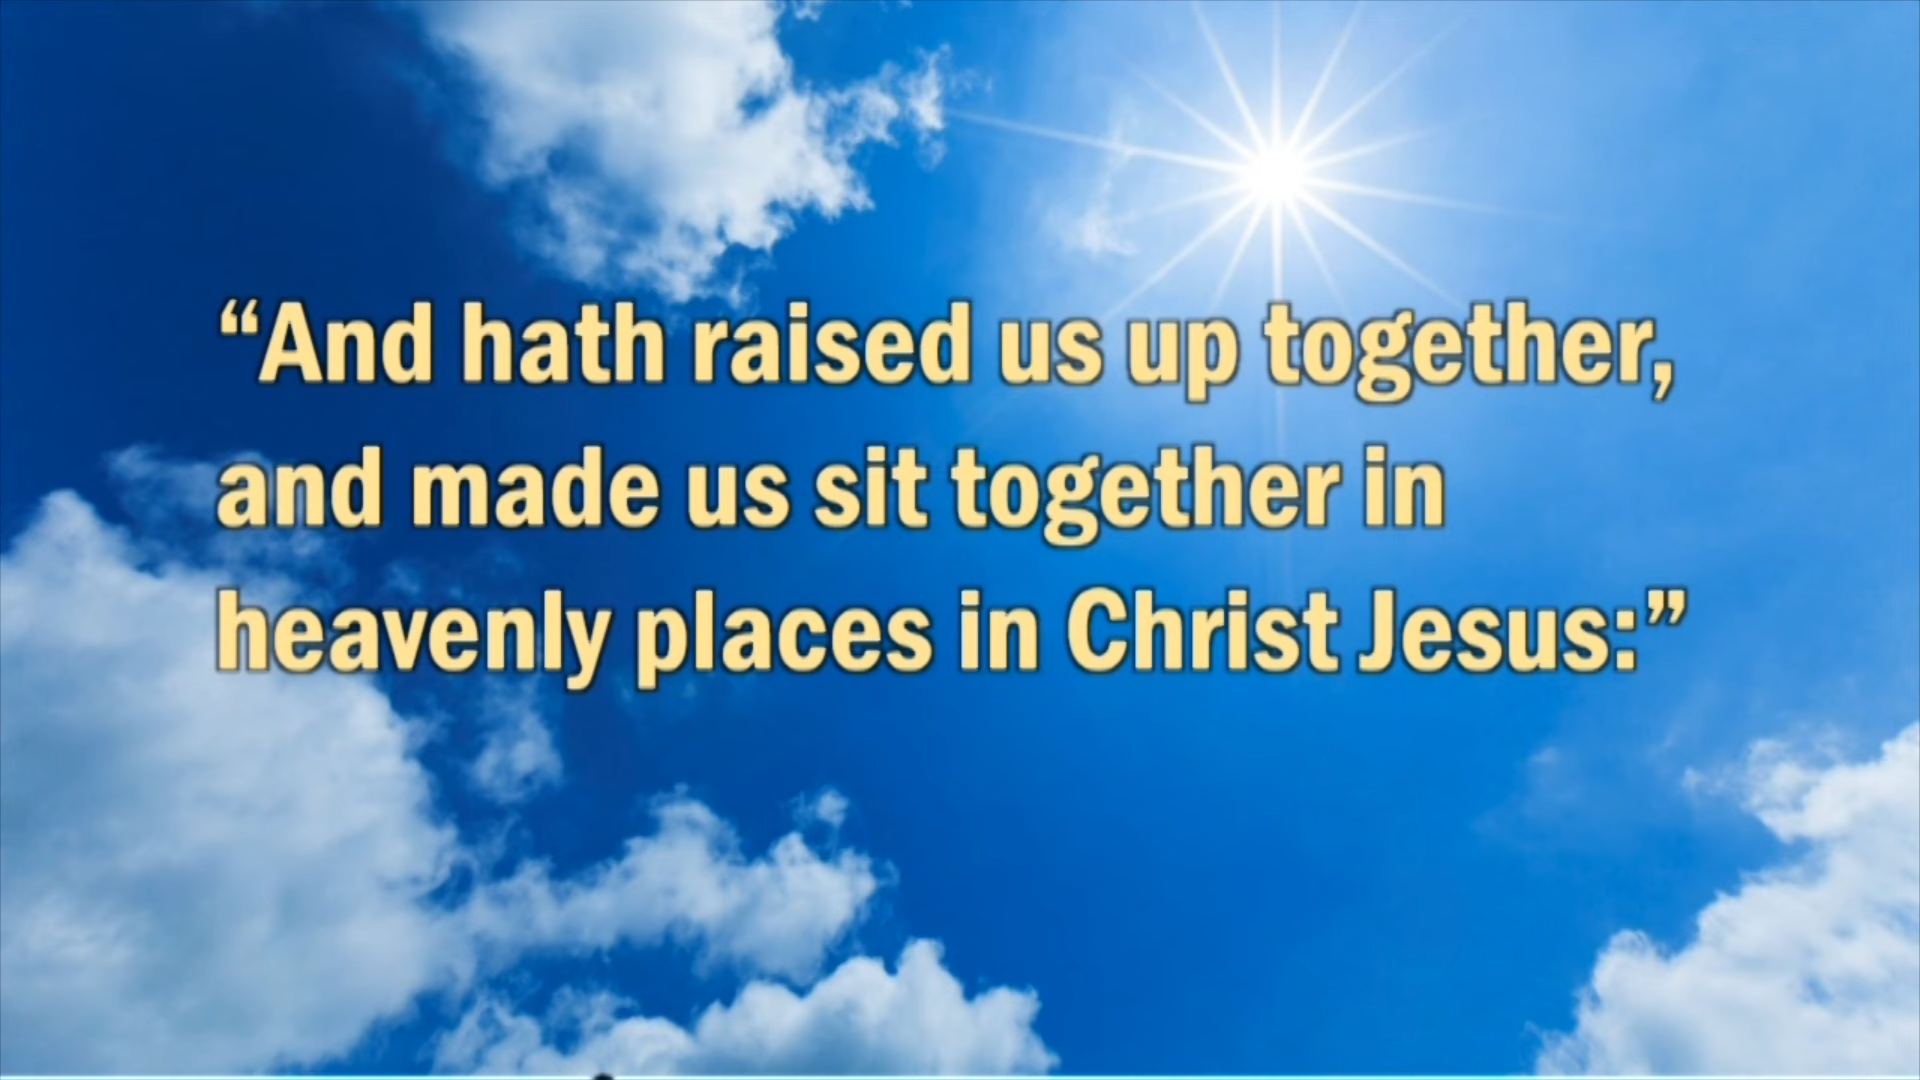 “And hath raised us up together,
and made us sit together in
heavenly places in Christ Jesus:”